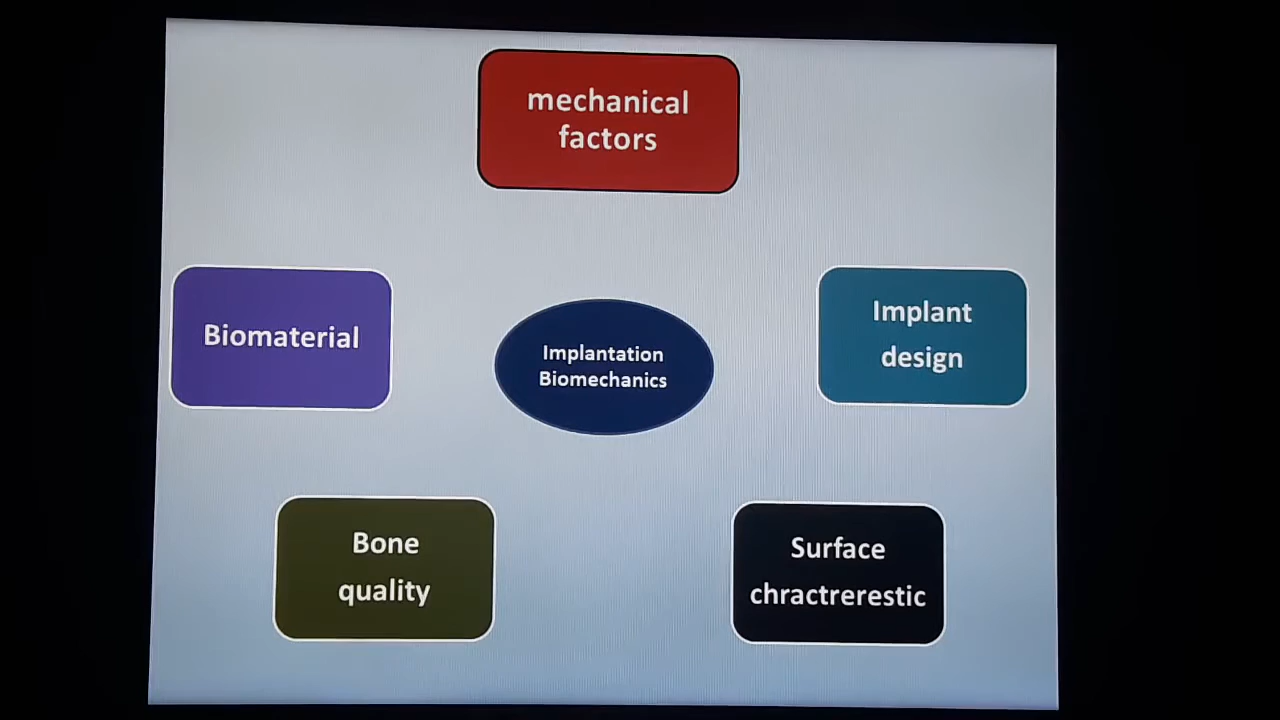 mechanical
factors
Biomaterial
Implantation
Biomechanics
Implant
design
Bone
quality
Surface
chractrerestic